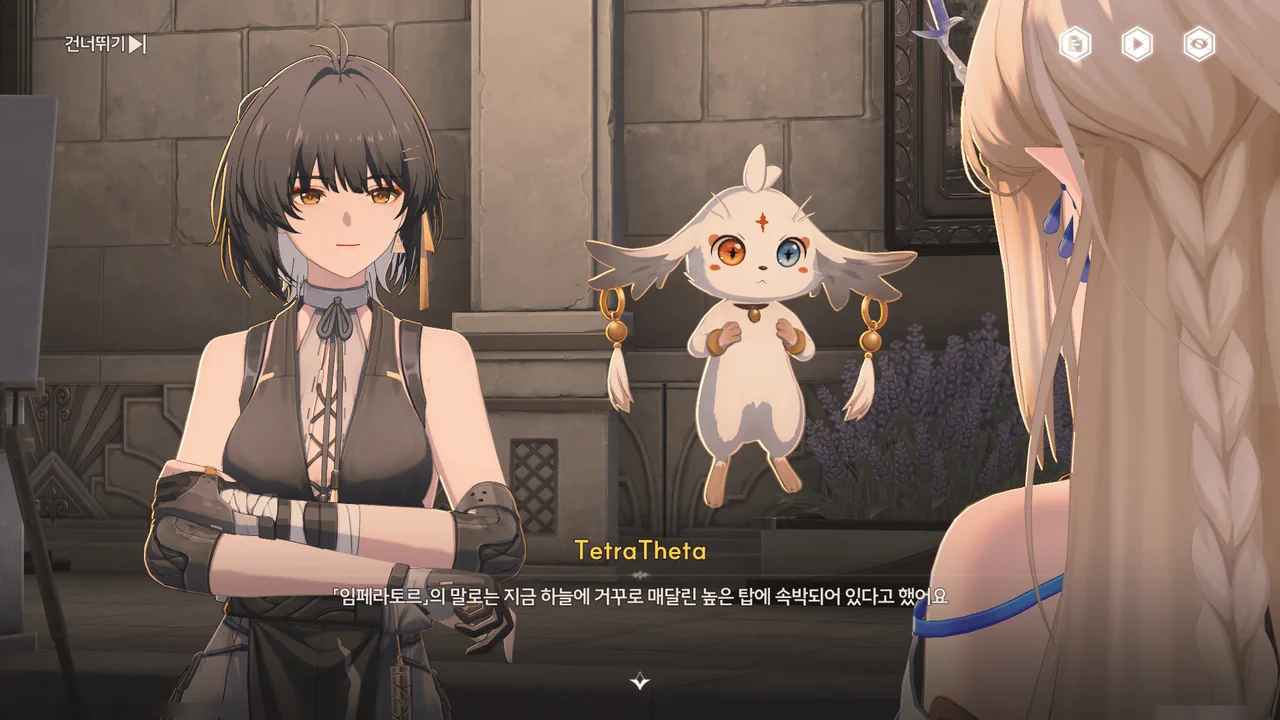 건너뛰기
TetraTheta
「임페라토르」의 말로는 지금 하늘에 거꾸로 매달린 높은 탑에 속박되어 있다고 했어요